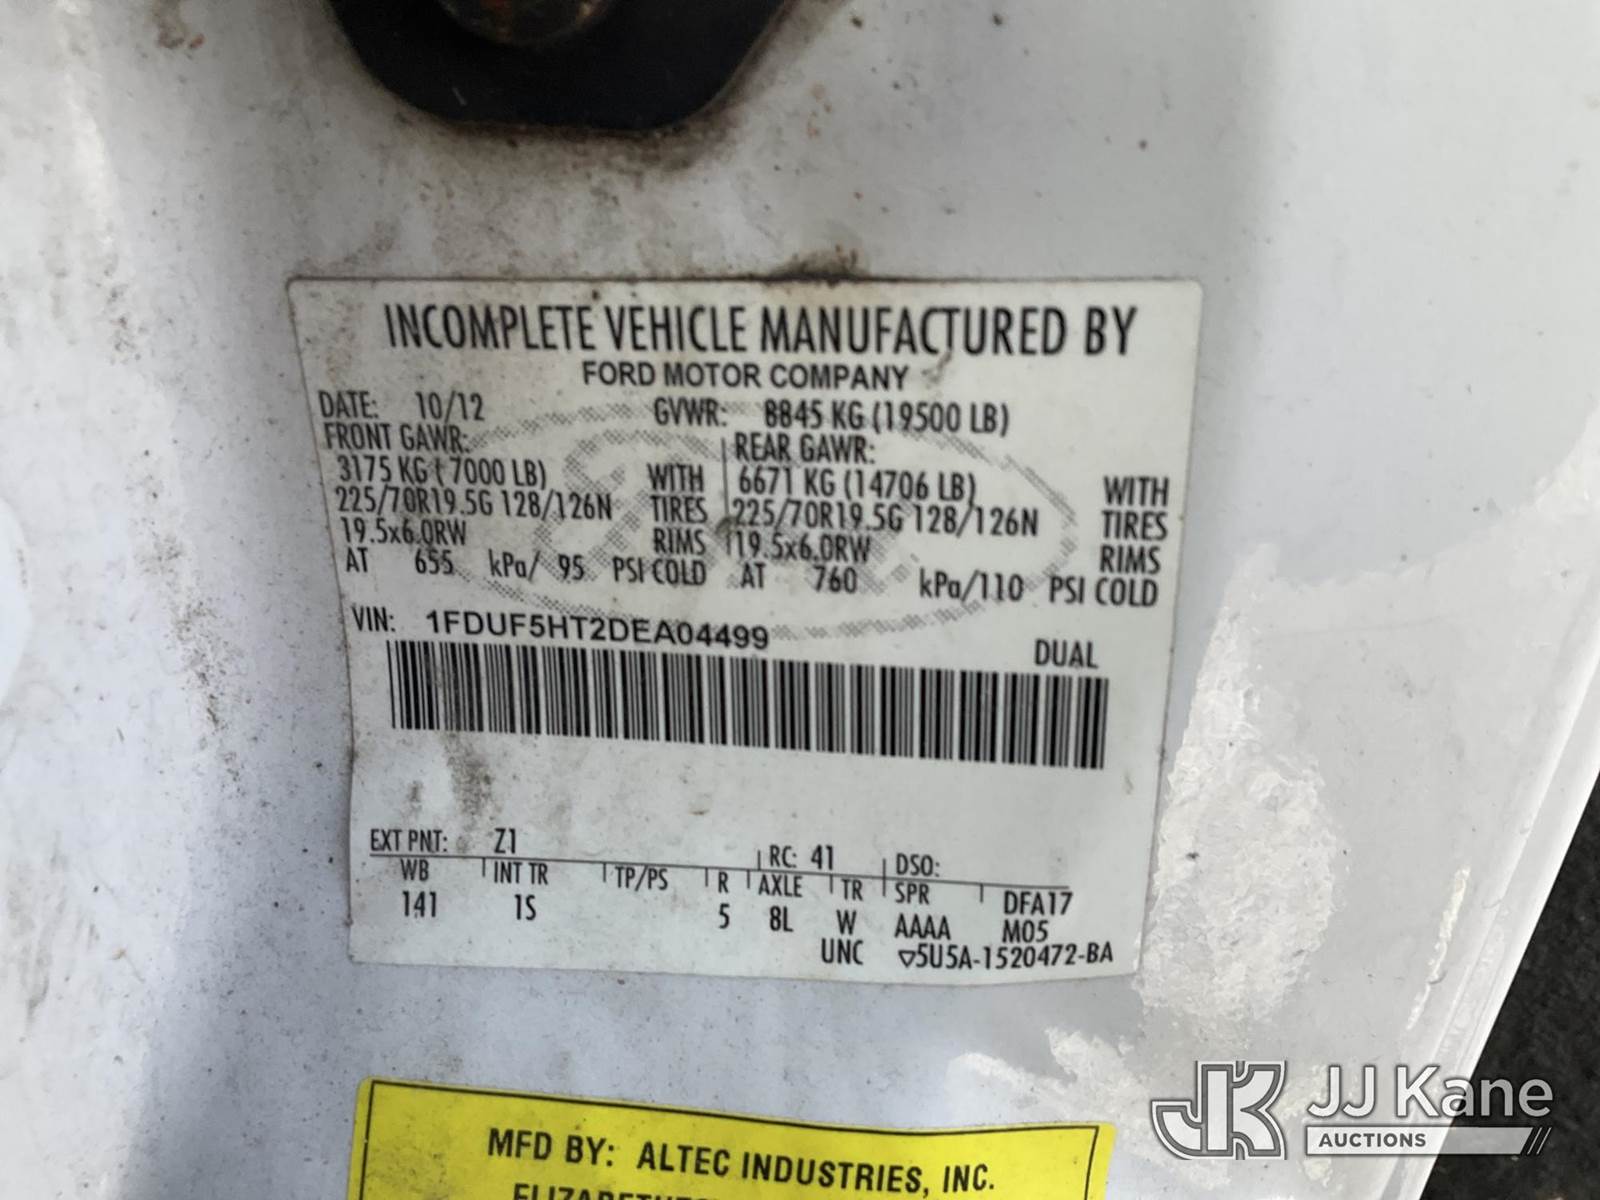 INCOMPLETE VEHICLE MANUFACTURED BY
FORD MOTOR COMPANY
DATE: 10/12 GVWR: 8845 KG (19500 LB)
FRONT GAWR: REAR GAWR:
3175 KG ( 7000 LB) WITH 6671 KG (14706 LB) WITH
225/70R19.5G 128/126N TIRES 225/70R19.5G 128/126N TIRES
19.5x6.0RW RIMS 19.5x6.0RW RIMS
AT 655 kPa/ 95 PSI COLD AT 760 kPa/110 PSI COLD
VIN: 1FDUF5HT2DEA04499
DUAL
EXT PNT: Z1 RC: 41 DSO:
WB INT TR TP/PS R AXLE TR SPR DFA17
141 1S 5 8L W AAAA M05
UNC ▽5U5A-1520472-BA
MFD BY: ALTEC INDUSTRIES, INC.
JJ Kane
AUCTIONS